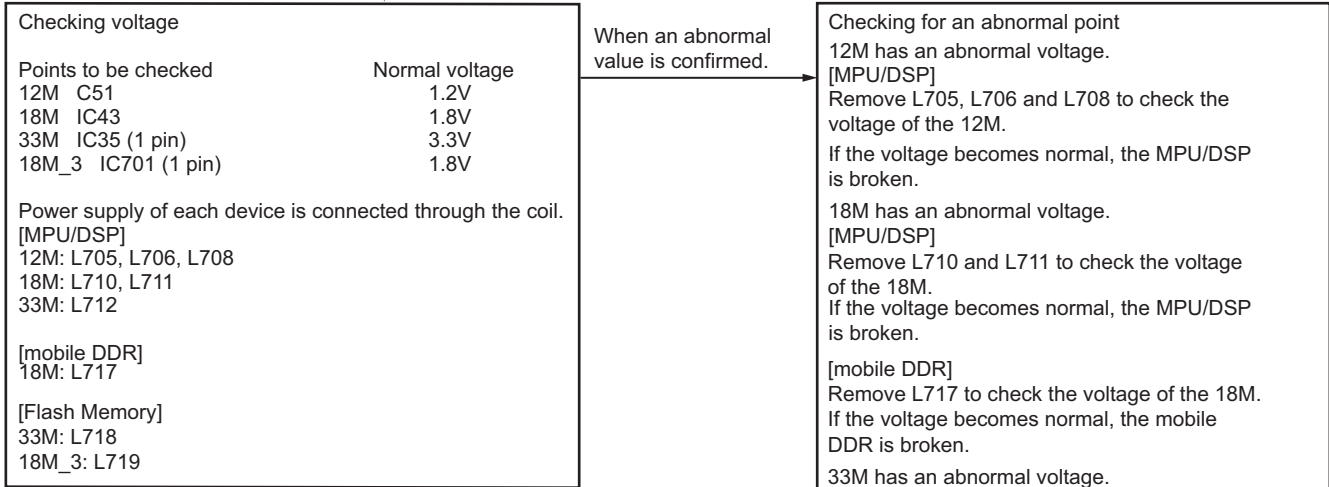 Checking voltage
Points to be checked Normal voltage
12M C51 1.2V
18M IC43 1.8V
33M IC35 (1 pin) 3.3V
18M_3 IC701 (1 pin) 1.8V
Power supply of each device is connected through the coil.
[MPU/DSP]
12M: L705, L706, L708
18M: L710, L711
33M: L712
[mobile DDR]
18M: L717
[Flash Memory]
33M: L718
18M_3: L719
When an abnormal
value is confirmed.
Checking for an abnormal point
12M has an abnormal voltage.
[MPU/DSP]
Remove L705, L706 and L708 to check the
voltage of the 12M.
If the voltage becomes normal, the MPU/DSP
is broken.
18M has an abnormal voltage.
[MPU/DSP]
Remove L710 and L711 to check the voltage
of the 18M.
If the voltage becomes normal, the MPU/DSP
is broken.
[mobile DDR]
Remove L717 to check the voltage of the 18M.
If the voltage becomes normal, the mobile
DDR is broken.
33M has an abnormal voltage.